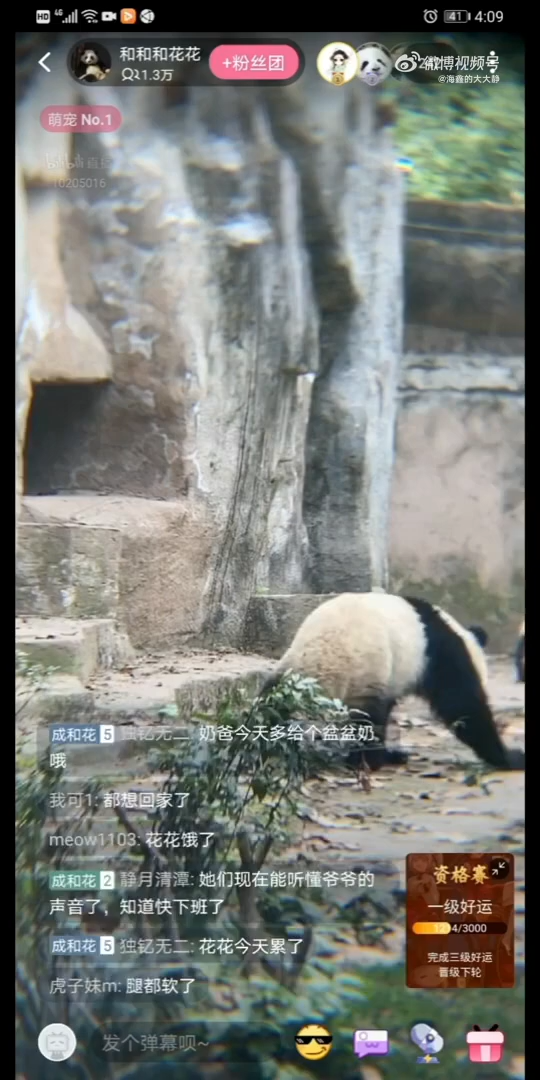 HD 4G 41 4:09
和和和花花
1.3万
+粉丝团
微博视频号
@海鑫的大大静
萌宠 No.1
10205016
成和花 5 独钇无二: 奶爸今天多给个盆盆奶
哦
我可1: 都想回家了
meow1103: 花花饿了
成和花 2 静月清潭: 她们现在能听懂爷爷的
声音了，知道快下班了
成和花 5 独钇无二: 花花今天累了
虎子妹m: 腿都软了
资格赛
一级好运
1294/3000
完成三级好运
晋级下轮
发个弹幕呗~